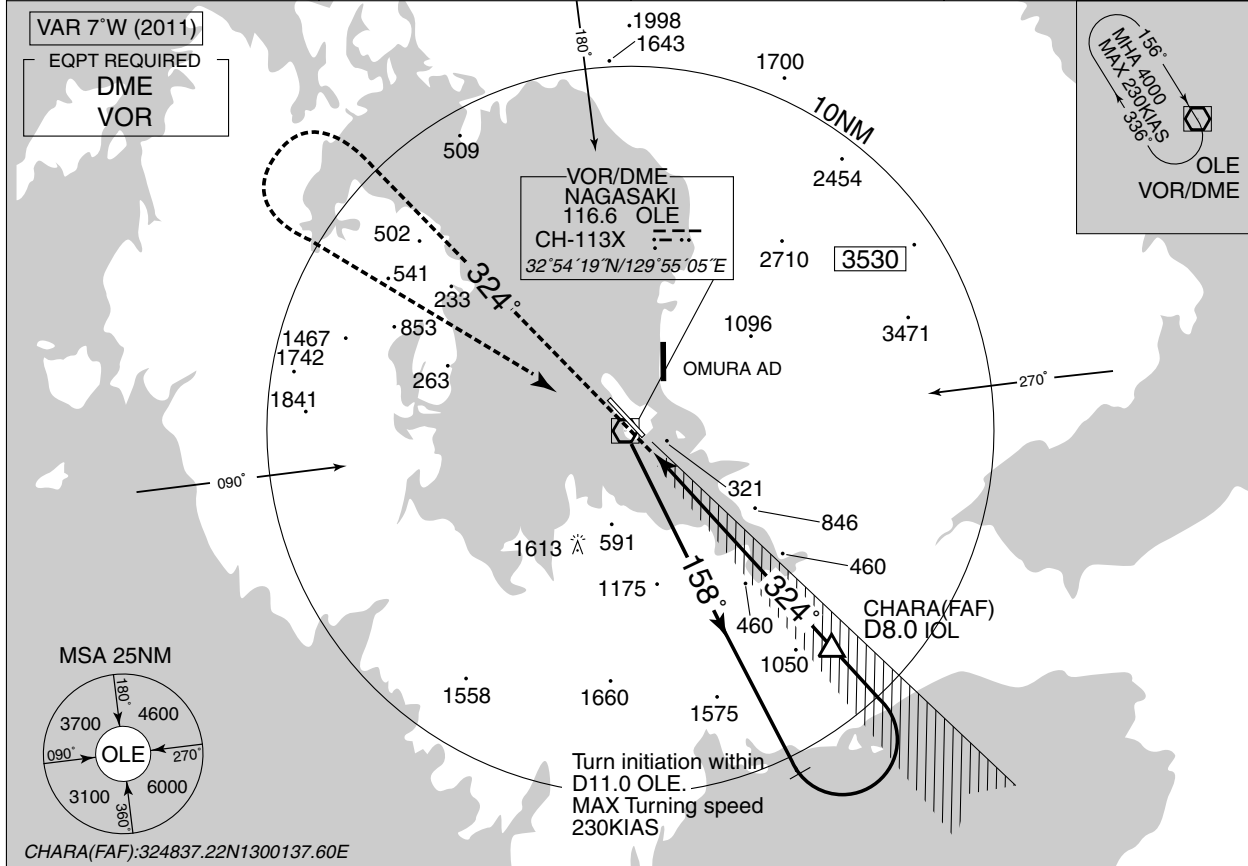 VAR 7°W (2011)
EQPT REQUIRED
DME
VOR
180°
1998
1643
1700
10NM
509
2454
156°
MHA 4000
MAX 230KIAS
336°
OLE
VOR/DME
VOR/DME
NAGASAKI
116.6 OLE
CH-113X
32°54´19˝N/129°55´05˝E
502
541
233
324°
2710
3530
1467
853
1096
3471
1742
263
OMURA AD
1841
270°
090°
321
846
1613
591
460
1175
158°
324°
460
CHARA(FAF)
D8.0 IOL
1050
MSA 25NM
180°
3700
4600
090°
OLE
270°
3100
6000
360°
1558
1660
1575
Turn initiation within
D11.0 OLE.
MAX Turning speed
230KIAS
CHARA(FAF):324837.22N1300137.60E